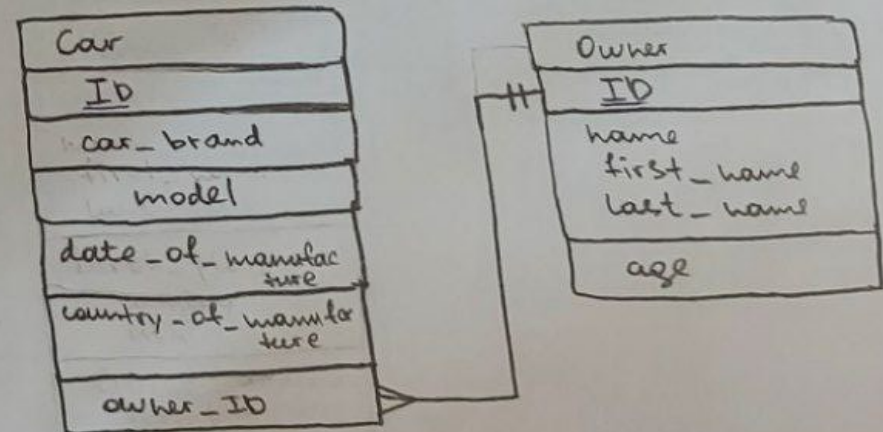 Car
ID
car_brand
model
date_of_manufac
ture
country_of_manufac
ture
owner_ID
Owner
ID
name
first_name
last_name
age